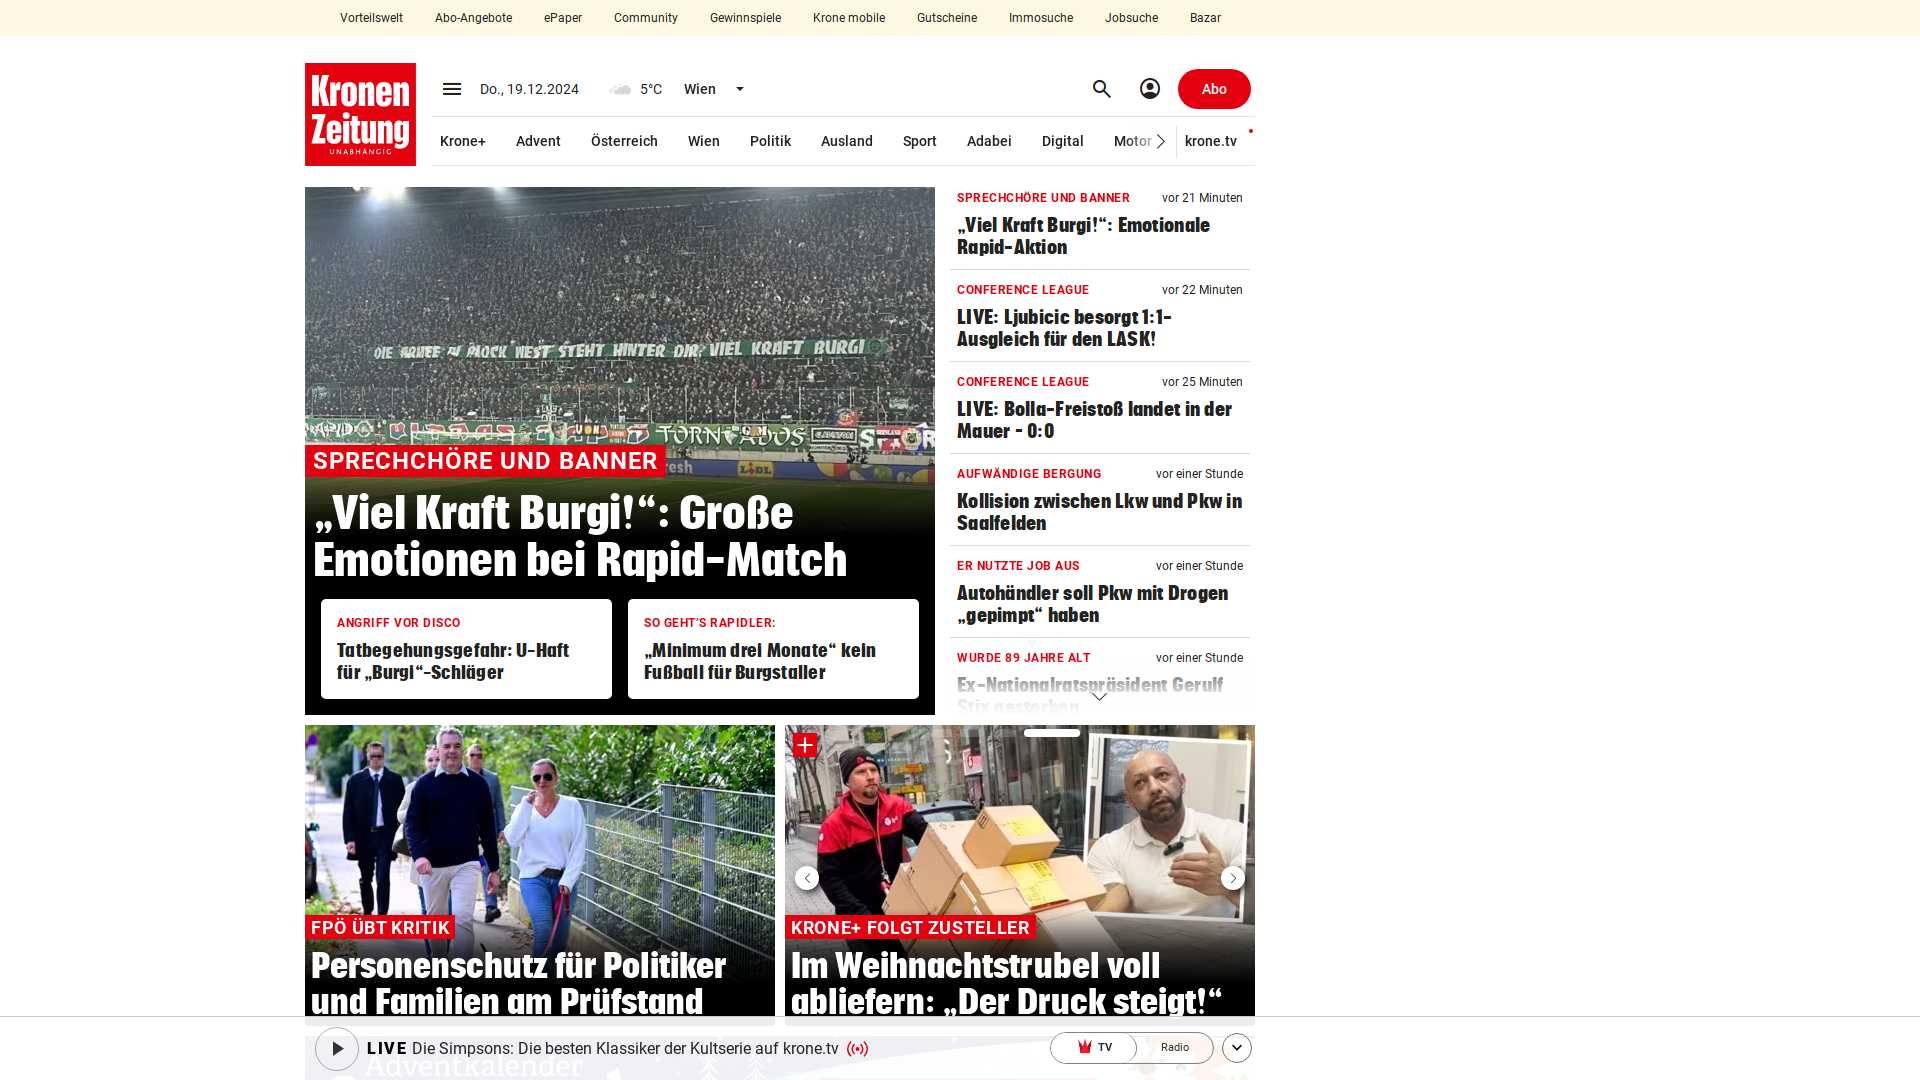 Vorteilswelt Abo-Angebote ePaper Community Gewinnspiele Krone mobile Gutscheine Immosuche Jobsuche Bazar
Kronen
Zeitung
UNABHÄNGIG
Do., 19.12.2024 5°C Wien Abo
Krone+ Advent Österreich Wien Politik Ausland Sport Adabei Digital Motor krone.tv
DIE ARMEE IM BLOCK WEST STEHT HINTER DIR VIEL KRAFT BURGI
TORNADOS
LiDL
SPRECHCHÖRE UND BANNER
„Viel Kraft Burgi!“: Große
Emotionen bei Rapid-Match
ANGRIFF VOR DISCO
Tatbegehungsgefahr: U-Haft
für „Burgi“-Schläger
SO GEHT'S RAPIDLER:
„Minimum drei Monate“ kein
Fußball für Burgstaller
SPRECHCHÖRE UND BANNER vor 21 Minuten
„Viel Kraft Burgi!“: Emotionale
Rapid-Aktion
CONFERENCE LEAGUE vor 22 Minuten
LIVE: Ljubicic besorgt 1:1-
Ausgleich für den LASK!
CONFERENCE LEAGUE vor 25 Minuten
LIVE: Bolla-Freistoß landet in der
Mauer - 0:0
AUFWÄNDIGE BERGUNG vor einer Stunde
Kollision zwischen Lkw und Pkw in
Saalfelden
ER NUTZTE JOB AUS vor einer Stunde
Autohändler soll Pkw mit Drogen
„gepimpt“ haben
WURDE 89 JAHRE ALT vor einer Stunde
Ex-Nationalratspräsident Gerulf
Stix gestorben
FPÖ ÜBT KRITIK
Personenschutz für Politiker
und Familien am Prüfstand
KRONE+ FOLGT ZUSTELLER
Im Weihnachtstrubel voll
abliefern: „Der Druck steigt!“
LIVE Die Simpsons: Die besten Klassiker der Kultserie auf krone.tv TV Radio
Adventkalender